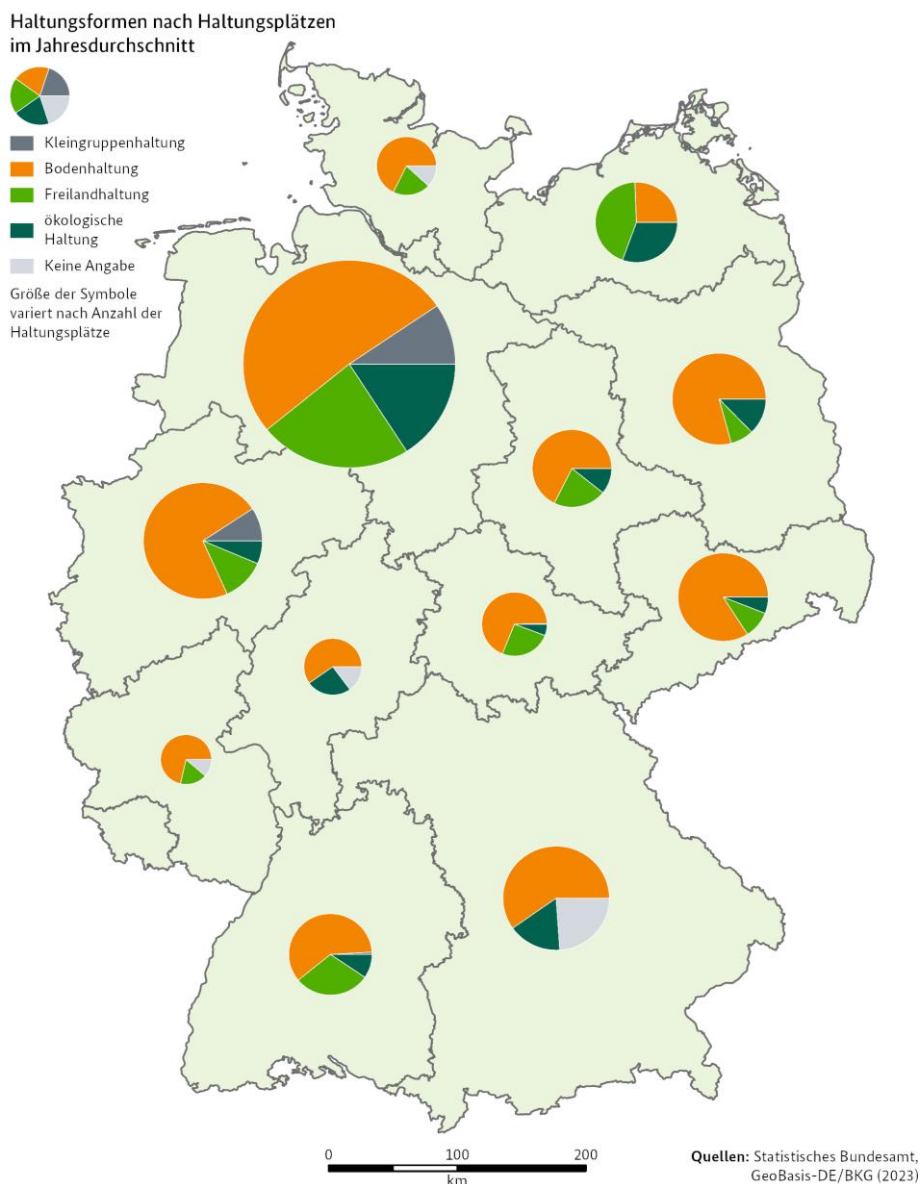 Haltungsformen nach Haltungsplätzen
im Jahresdurchschnitt
Kleingruppenhaltung
Bodenhaltung
Freilandhaltung
ökologische
Haltung
Keine Angabe
Größe der Symbole
variert nach Anzahl der
Haltungsplätze
0 100 200
km
Quellen: Statistisches Bundesamt,
GeoBasis-DE/BKG (2023)